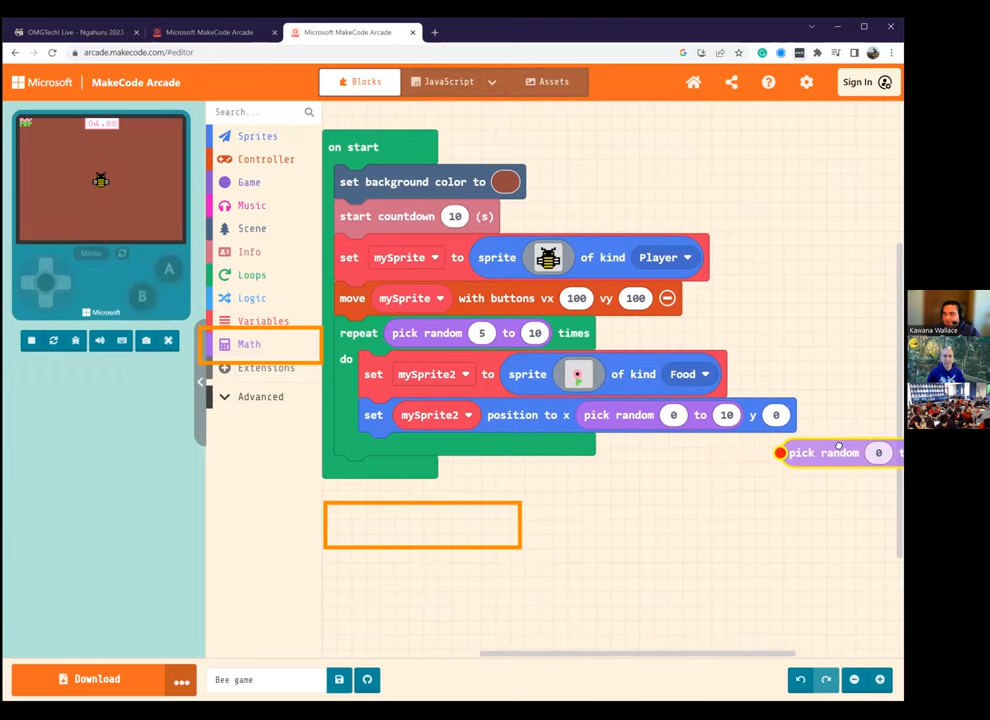 OMGTech! Live - Ngahuru 2023
Microsoft MakeCode Arcade
Microsoft MakeCode Arcade
arcade.makecode.com/#editor
Microsoft
MakeCode Arcade
Blocks
JavaScript
Assets
Sign In
04.05
Menu
A
B
Microsoft
Search...
Sprites
Controller
Game
Music
Scene
Info
Loops
Logic
Variables
Math
Extensions
Advanced
on start
set background color to
start countdown 10 (s)
set mySprite to sprite of kind Player
move mySprite with buttons vx 100 vy 100
repeat pick random 5 to 10 times
do
set mySprite2 to sprite of kind Food
set mySprite2 position to x pick random 0 to 10 y 0
pick random 0 t
Kawana Wallace
Download
Bee game